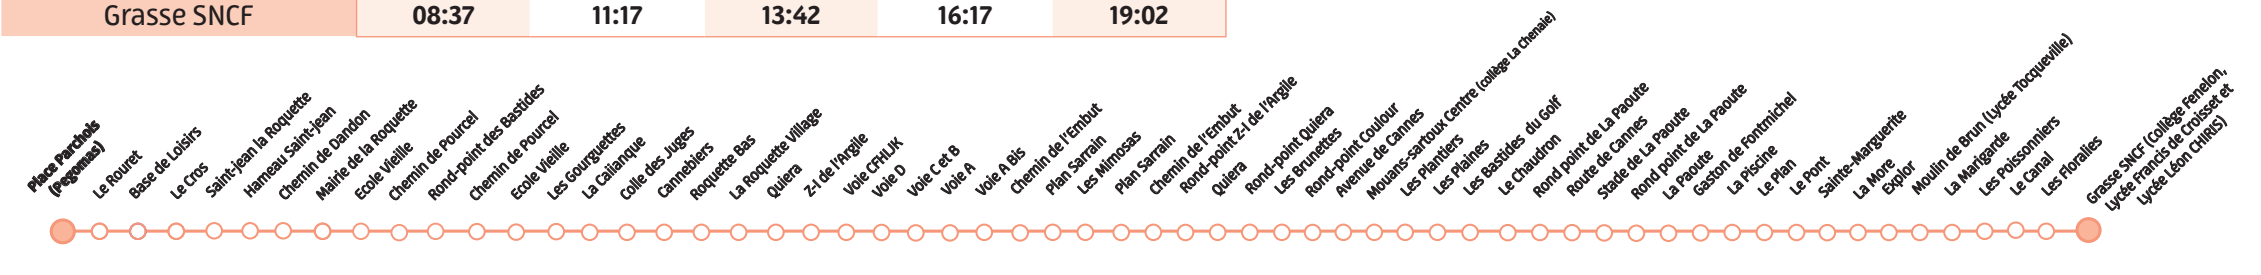 Grasse SNCF 08:37 11:17 13:42 16:17 19:02
Place Parchois
(Pegomas)
Le Rouret
Base de Loisirs
Le Cros
Saint-jean la Roquette
Hameau Saint-jean
Chemin de Dandon
Mairie de la Roquette
Ecole Vieille
Chemin de Pourcel
Rond-point des Bastides
Chemin de Pourcel
Ecole Vieille
Les Gourguettes
La Calianque
Colle des Juges
Cannebiers
Roquette Bas
La Roquette Village
Quiera
Z-I de l'Argile
Voie CFHIJK
Voie D
Voie C et B
Voie A
Voie A Bis
Chemin de l'Embut
Plan Sarrain
Les Mimosas
Plan Sarrain
Chemin de l'Embut
Rond-point Z-I de l'Argile
Quiera
Rond-point Quiera
Les Brunettes
Rond-point Coulour
Avenue de Cannes
Mouans-sartoux Centre (collège La Chenaie)
Les Plantiers
Les Plaines
Les Bastides du Golf
Le Chaudron
Rond point de La Paoute
Route de Cannes
Stade de La Paoute
Rond point de La Paoute
La Paoute
Gaston de Fontmichel
La Piscine
Le Plan
Le Pont
Sainte-Marguerite
La More
Explor
Moulin de Brun (Lycée Tocqueville)
La Marigarde
Les Poissonniers
Le Canal
Les Floralies
Grasse SNCF (Collège Fenelon,
Lycée Francis de Croisset et
Lycée Léon CHIRIS)